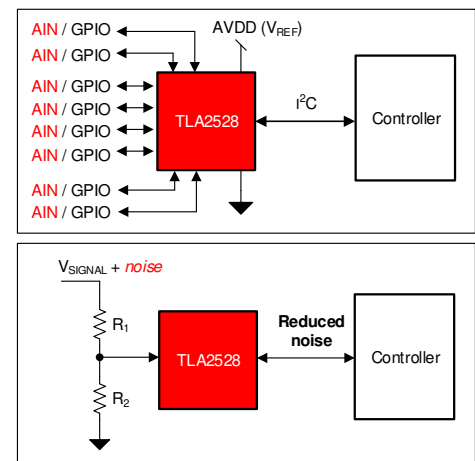 AIN / GPIO
AVDD (VREF)
AIN / GPIO
AIN / GPIO
AIN / GPIO
AIN / GPIO
AIN / GPIO
TLA2528
I²C
Controller
AIN / GPIO
AIN / GPIO
VSIGNAL + noise
R1
R2
TLA2528
Reduced
noise
Controller